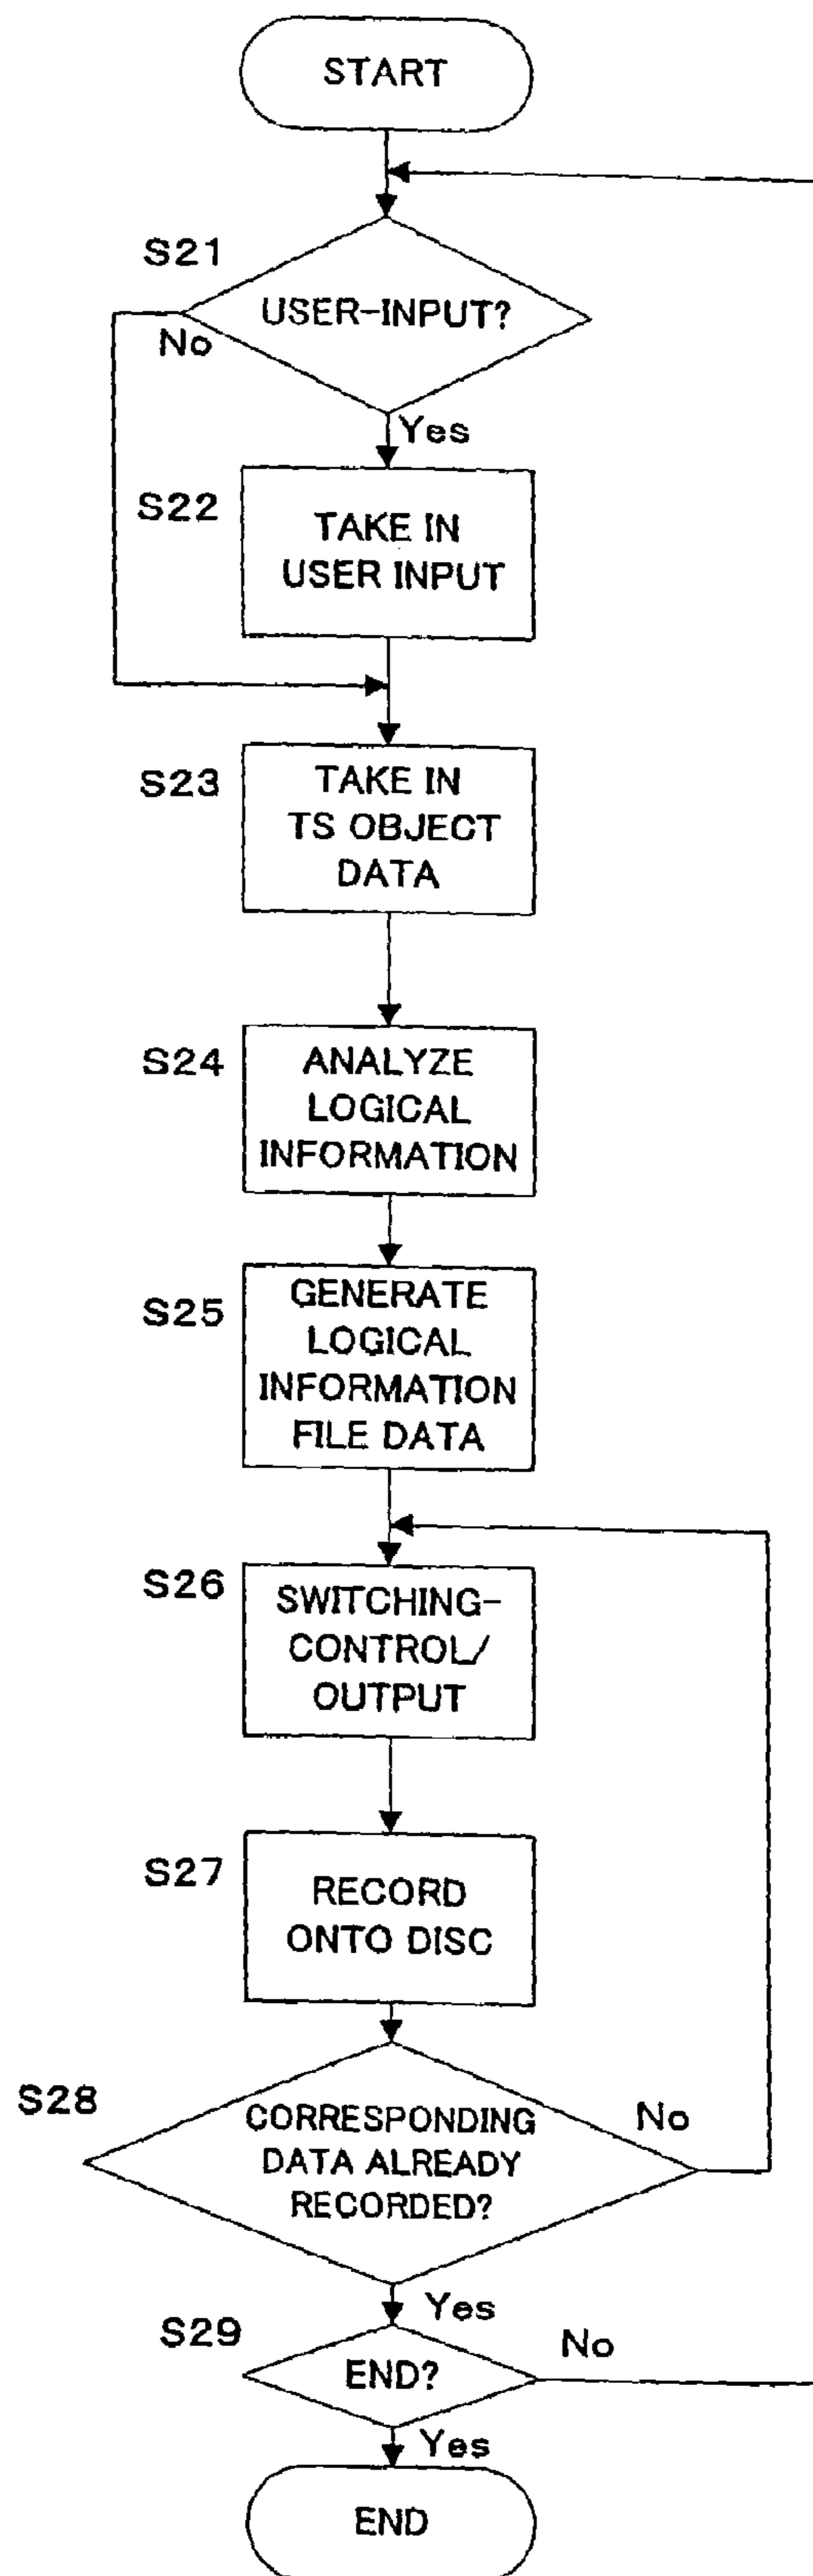 START
S21
USER-INPUT?
No
Yes
S22
TAKE IN
USER INPUT
S23
TAKE IN
TS OBJECT
DATA
S24
ANALYZE
LOGICAL
INFORMATION
S25
GENERATE
LOGICAL
INFORMATION
FILE DATA
S26
SWITCHING-
CONTROL/
OUTPUT
S27
RECORD
ONTO DISC
S28
CORRESPONDING
DATA ALREADY
RECORDED?
No
Yes
S29
END?
No
Yes
END